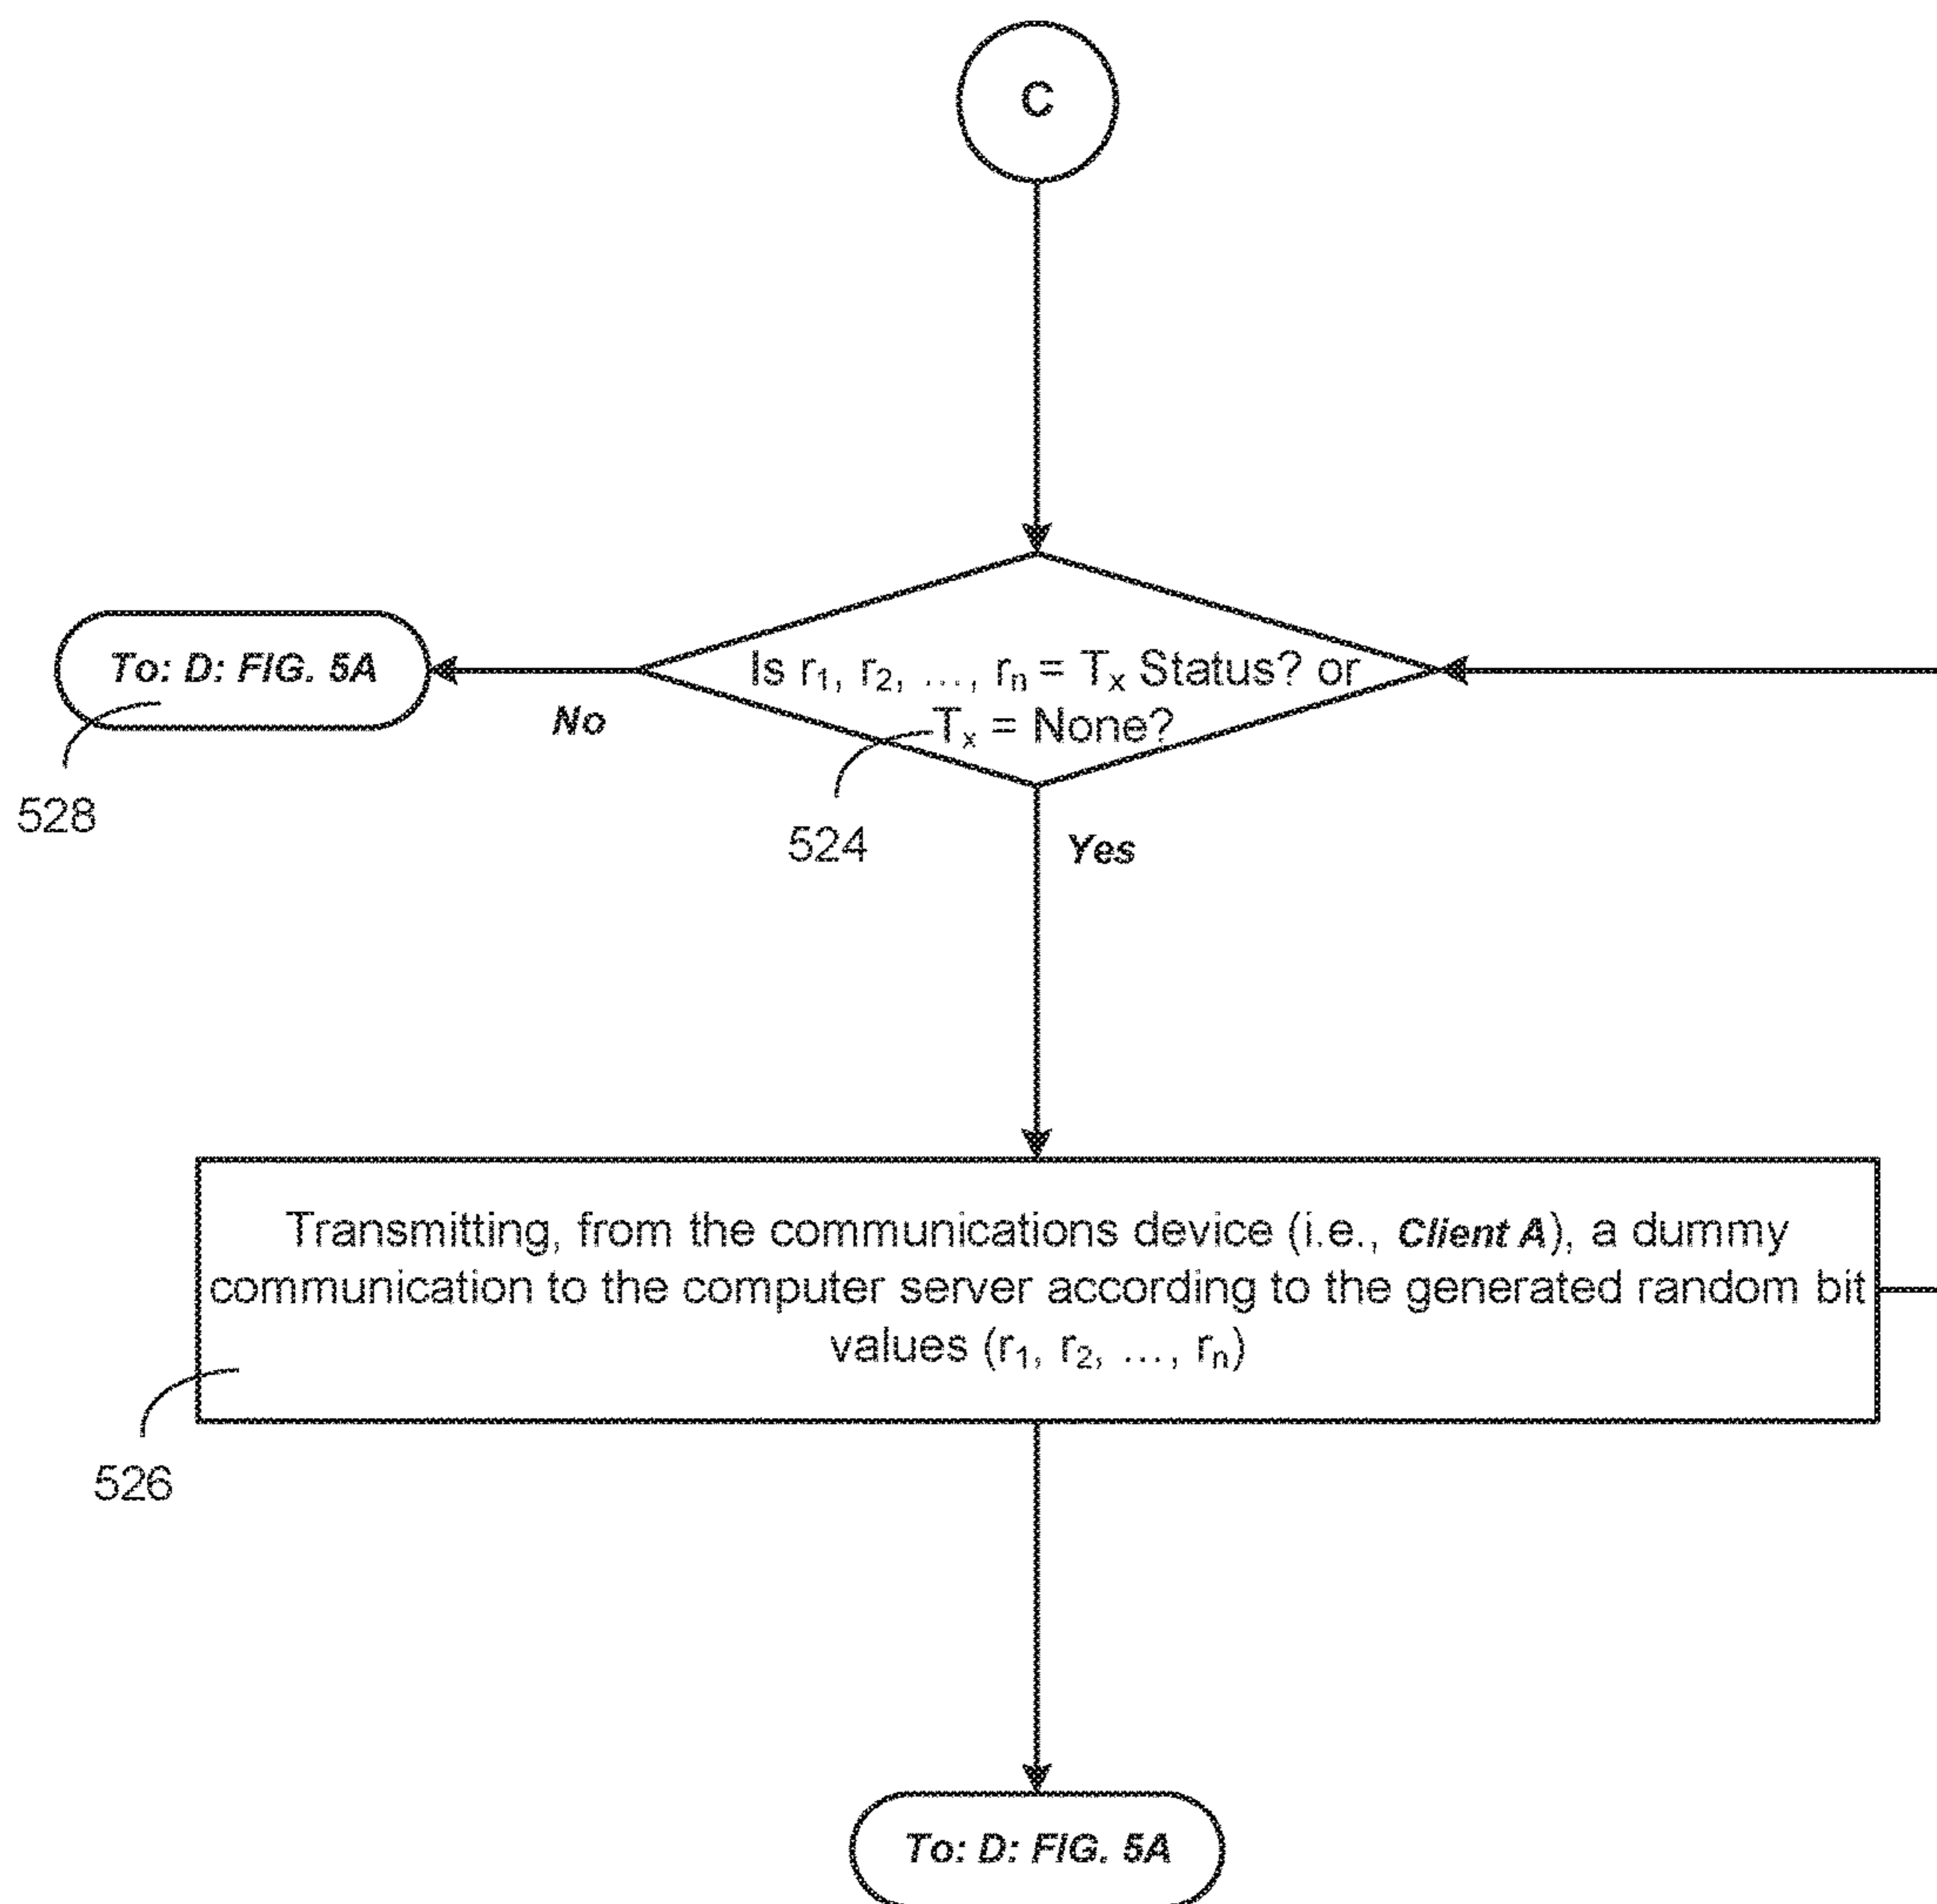 C
To: D: FIG. 5A
Is r₁, r₂, ..., rₙ = Tₓ Status? or
Tₓ = None?
No
528
524
Yes
Transmitting, from the communications device (i.e., Client A), a dummy
communication to the computer server according to the generated random bit
values (r₁, r₂, ..., rₙ)
526
To: D: FIG. 5A